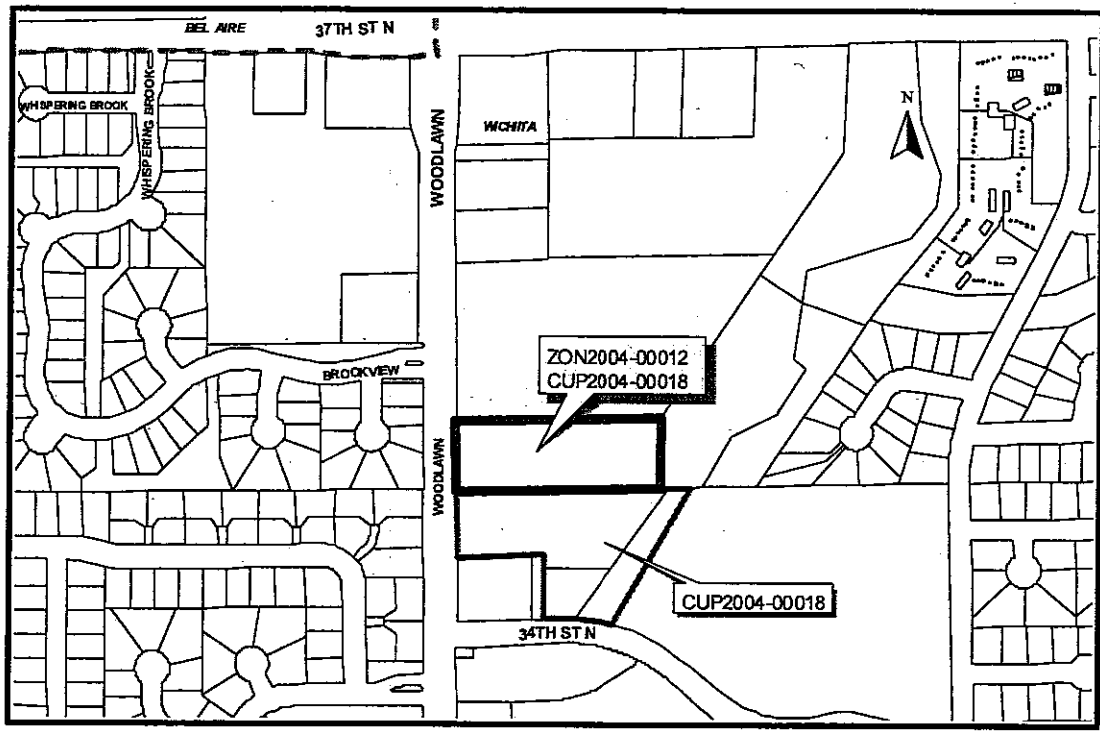 BEL AIRE
37TH ST N
WHISPERING BROOK
WHISPERING BROOK
WOODLAWN
WICHITA
N
ZON2004-00012
CUP2004-00018
BROOKVIEW
WOODLAWN
CUP2004-00018
34TH ST N